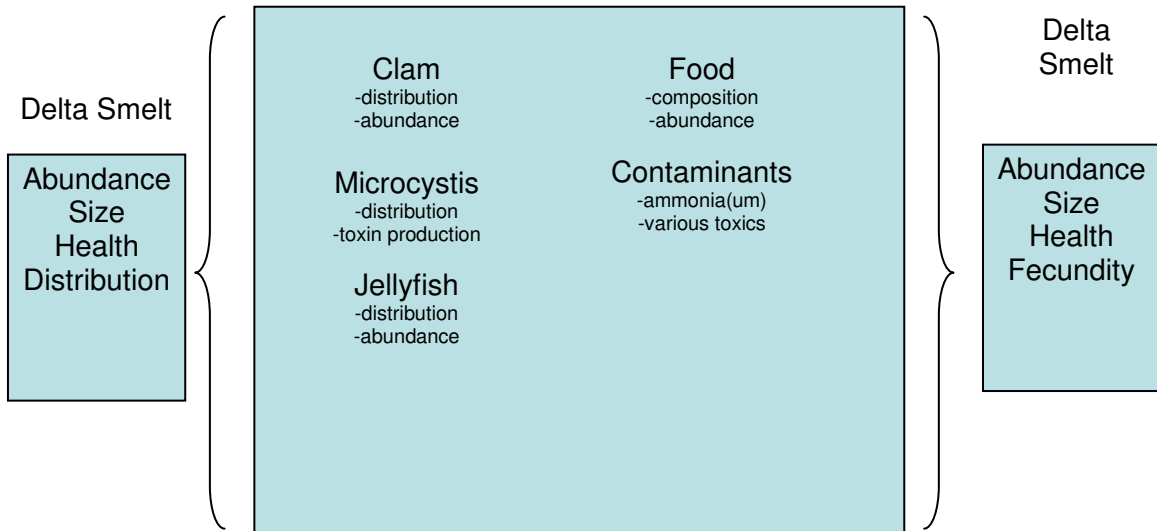 Delta Smelt
Abundance
Size
Health
Distribution
Clam
-distribution
-abundance
Microcystis
-distribution
-toxin production
Jellyfish
-distribution
-abundance
Food
-composition
-abundance
Contaminants
-ammonia(um)
-various toxics
Delta
Smelt
Abundance
Size
Health
Fecundity